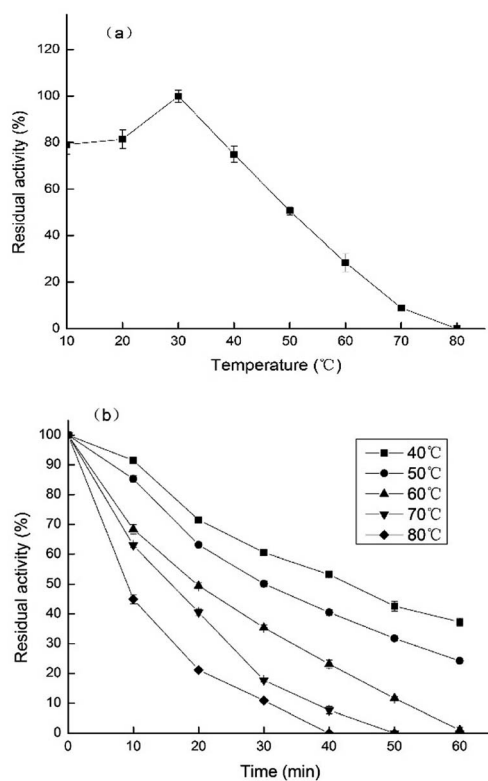 （a）
120
100
80
60
40
20
0
Residual activity (%)
10 20 30 40 50 60 70 80
Temperature (℃)
（b）
100
90
80
70
60
50
40
30
20
10
0
Residual activity (%)
40℃
50℃
60℃
70℃
80℃
0 10 20 30 40 50 60
Time (min)